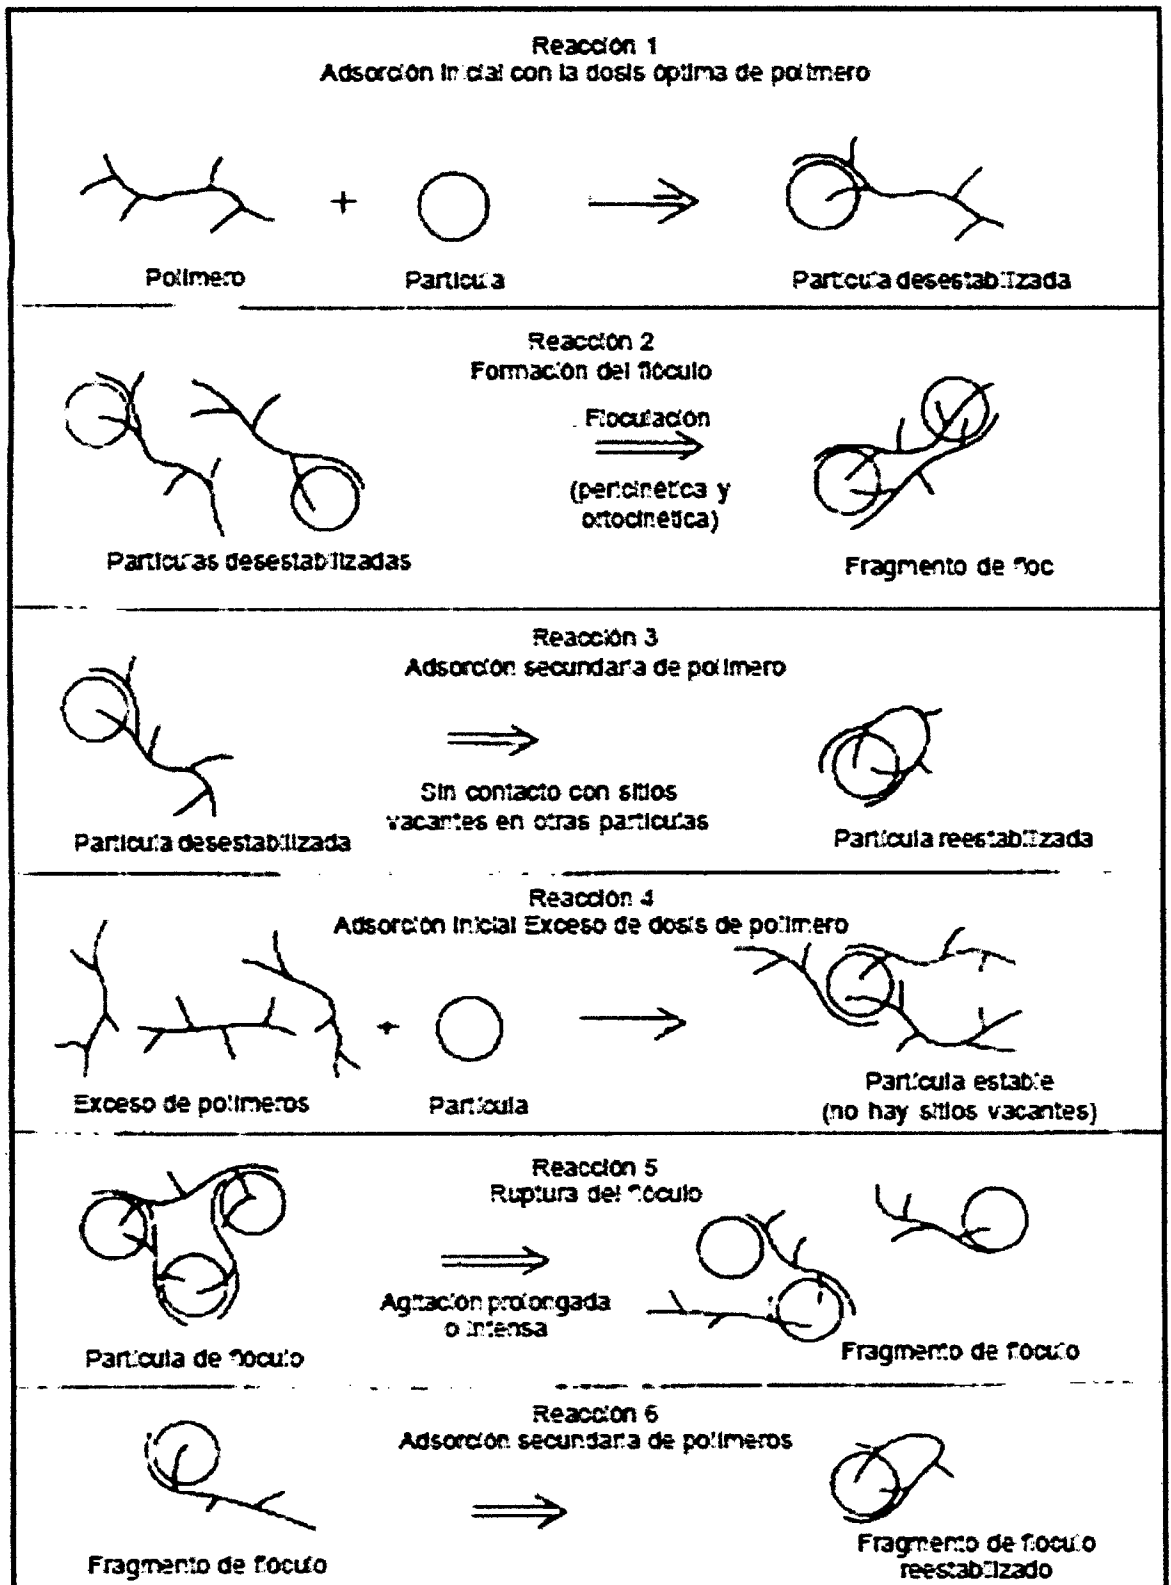 Reacción 1
Adsorción inicial con la dosis óptima de polímero
+
Polímero
Partícula
Partícula desestabilizada
Reacción 2
Formación del flóculo
Floculación
(pericinética y
ortocinética)
Partículas desestabilizadas
Fragmento de floc
Reacción 3
Adsorción secundaria de polímero
Sin contacto con sitios
vacantes en otras partículas
Partícula desestabilizada
Partícula reestabilizada
Reacción 4
Adsorción inicial Exceso de dosis de polímero
+
Exceso de polímeros
Partícula
Partícula estable
(no hay sitios vacantes)
Reacción 5
Ruptura del flóculo
Agitación prolongada
o intensa
Partícula de flóculo
Fragmento de flóculo
Reacción 6
Adsorción secundaria de polímeros
Fragmento de flóculo
Fragmento de flóculo
reestabilizado